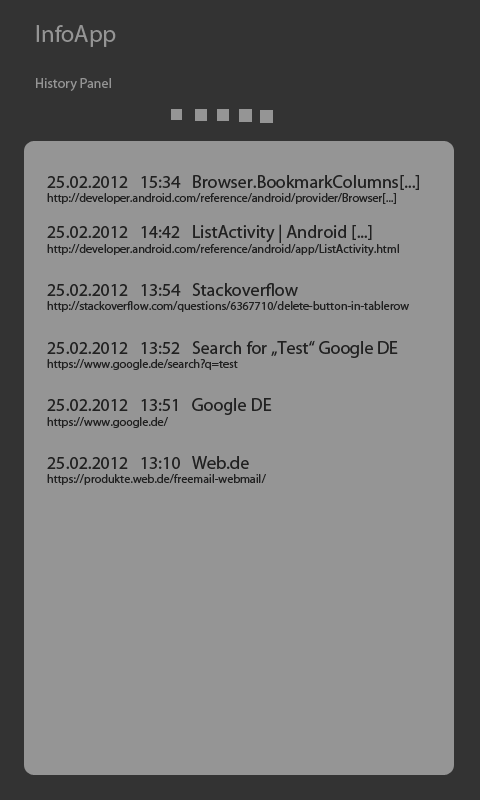 InfoApp
History Panel
25.02.2012 15:34 Browser.BookmarkColumns[...]
http://developer.android.com/reference/android/provider/Browser[...]
25.02.2012 14:42 ListActivity | Android [...]
http://developer.android.com/reference/android/app/ListActivity.html
25.02.2012 13:54 Stackoverflow
http://stackoverflow.com/questions/6367710/delete-button-in-tablerow
25.02.2012 13:52 Search for „Test“ Google DE
https://www.google.de/search?q=test
25.02.2012 13:51 Google DE
https://www.google.de/
25.02.2012 13:10 Web.de
https://produkte.web.de/freemail-webmail/